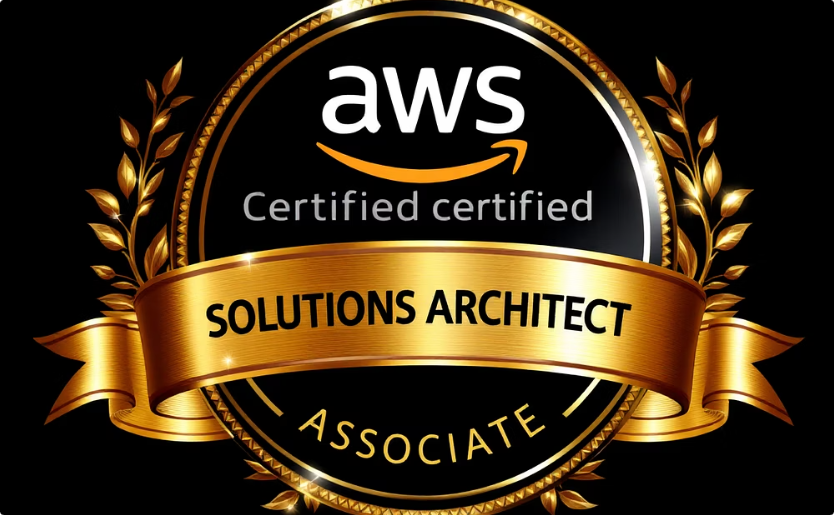 aws
Certified certified
SOLUTIONS ARCHITECT
ASSOCIATE